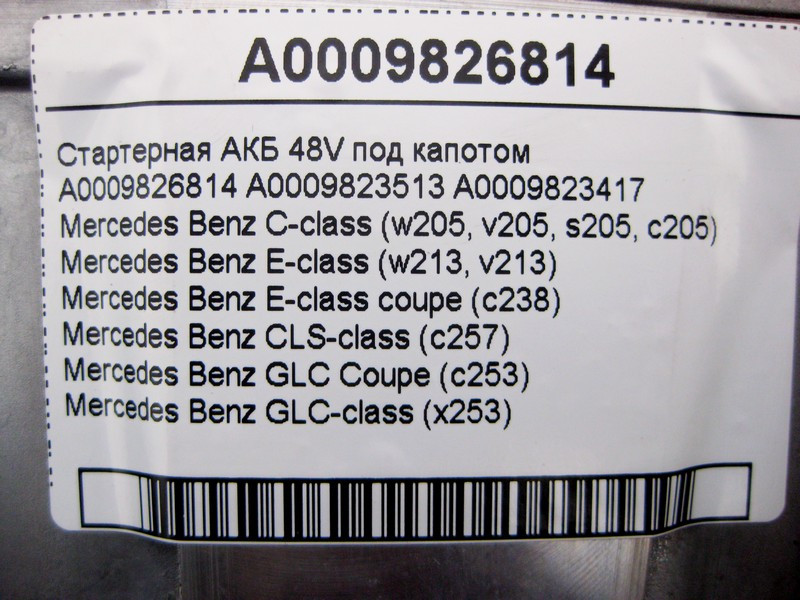 A0009826814
Стартерная АКБ 48V под капотом
A0009826814 A0009823513 A0009823417
Mercedes Benz C-class (w205, v205, s205, c205)
Mercedes Benz E-class (w213, v213)
Mercedes Benz E-class coupe (c238)
Mercedes Benz CLS-class (c257)
Mercedes Benz GLC Coupe (c253)
Mercedes Benz GLC-class (x253)